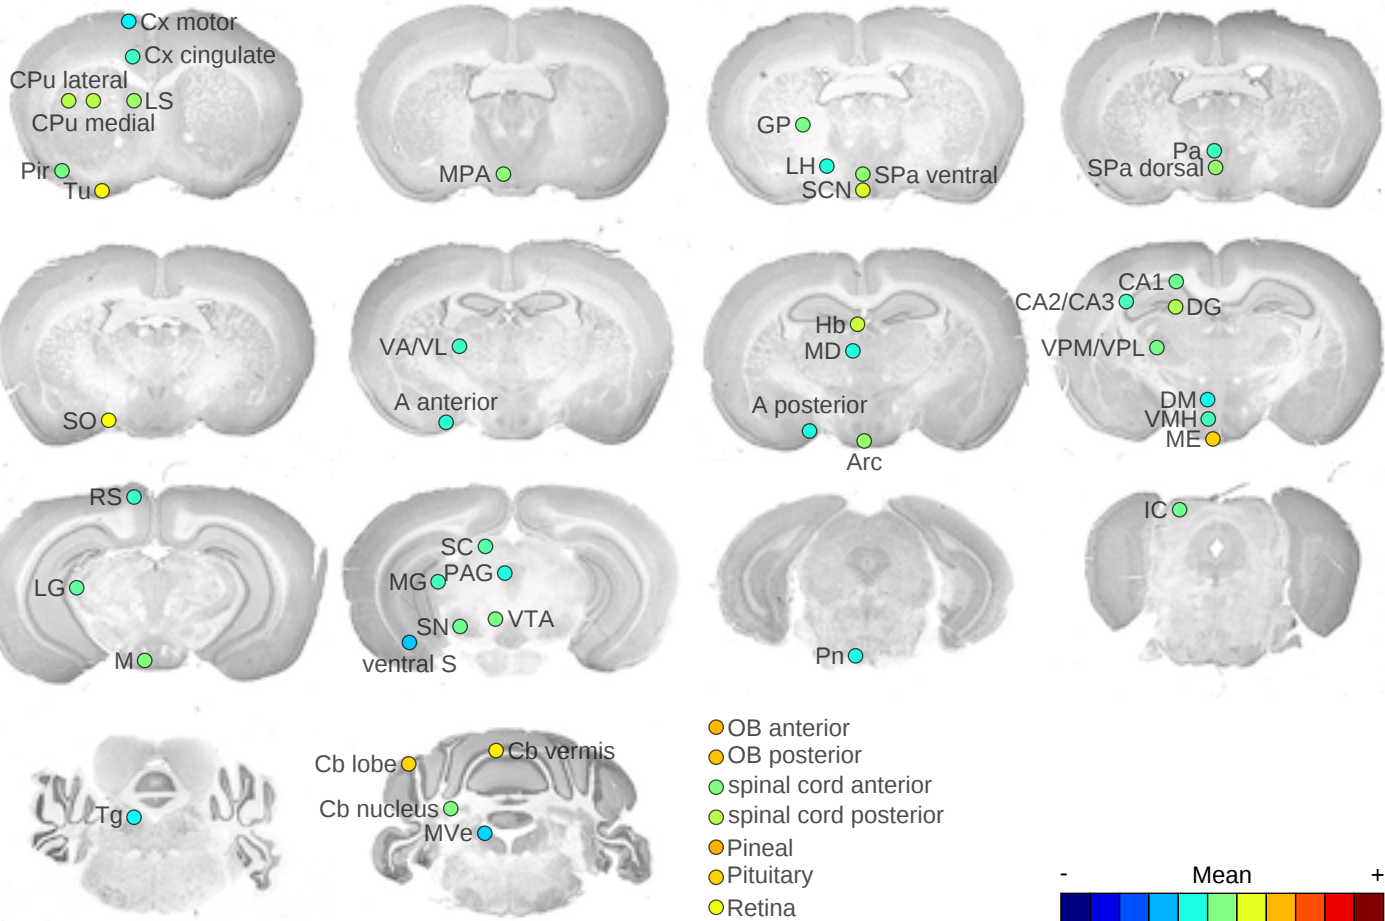 Cx motor
Cx cingulate
CPu lateral
LS
CPu medial
Pir
Tu
MPA
GP
LH
SPa ventral
SCN
Pa
SPa dorsal
SO
VA/VL
A anterior
Hb
MD
A posterior
Arc
CA1
CA2/CA3
DG
VPM/VPL
DM
VMH
ME
RS
LG
M
SC
MG
PAG
SN
VTA
ventral S
Pn
IC
Tg
Cb lobe
Cb vermis
Cb nucleus
MVe
OB anterior
OB posterior
spinal cord anterior
spinal cord posterior
Pineal
Pituitary
Retina
- Mean +